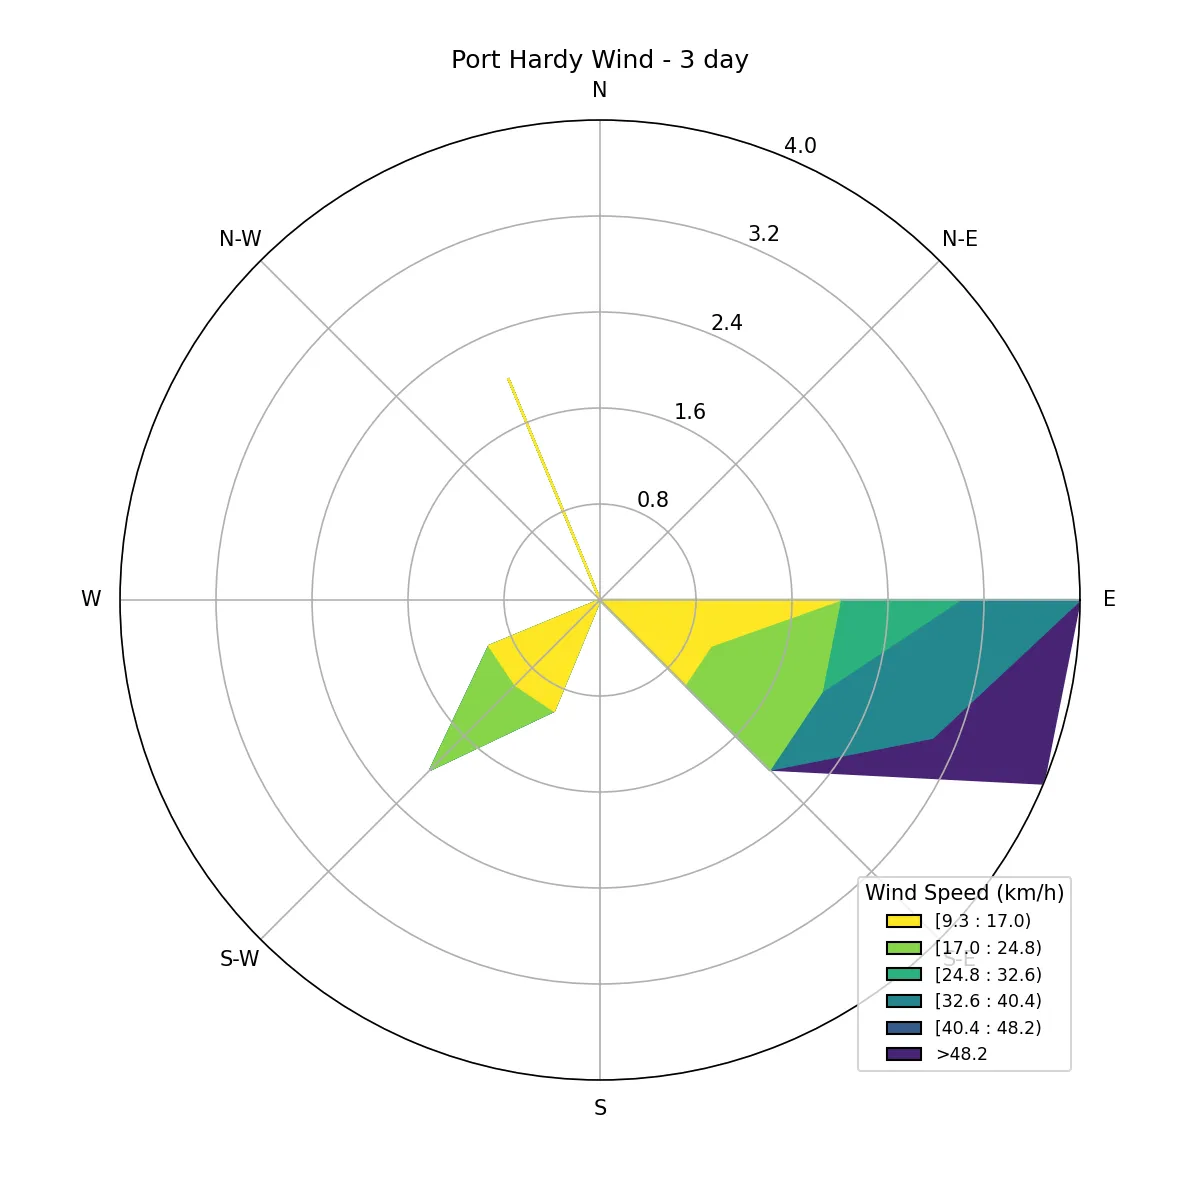 Port Hardy Wind - 3 day
N
4.0
N-W
3.2
N-E
2.4
1.6
0.8
W
E
S-W
S-E
Wind Speed (km/h)
[9.3 : 17.0)
[17.0 : 24.8)
[24.8 : 32.6)
[32.6 : 40.4)
[40.4 : 48.2)
>48.2
S